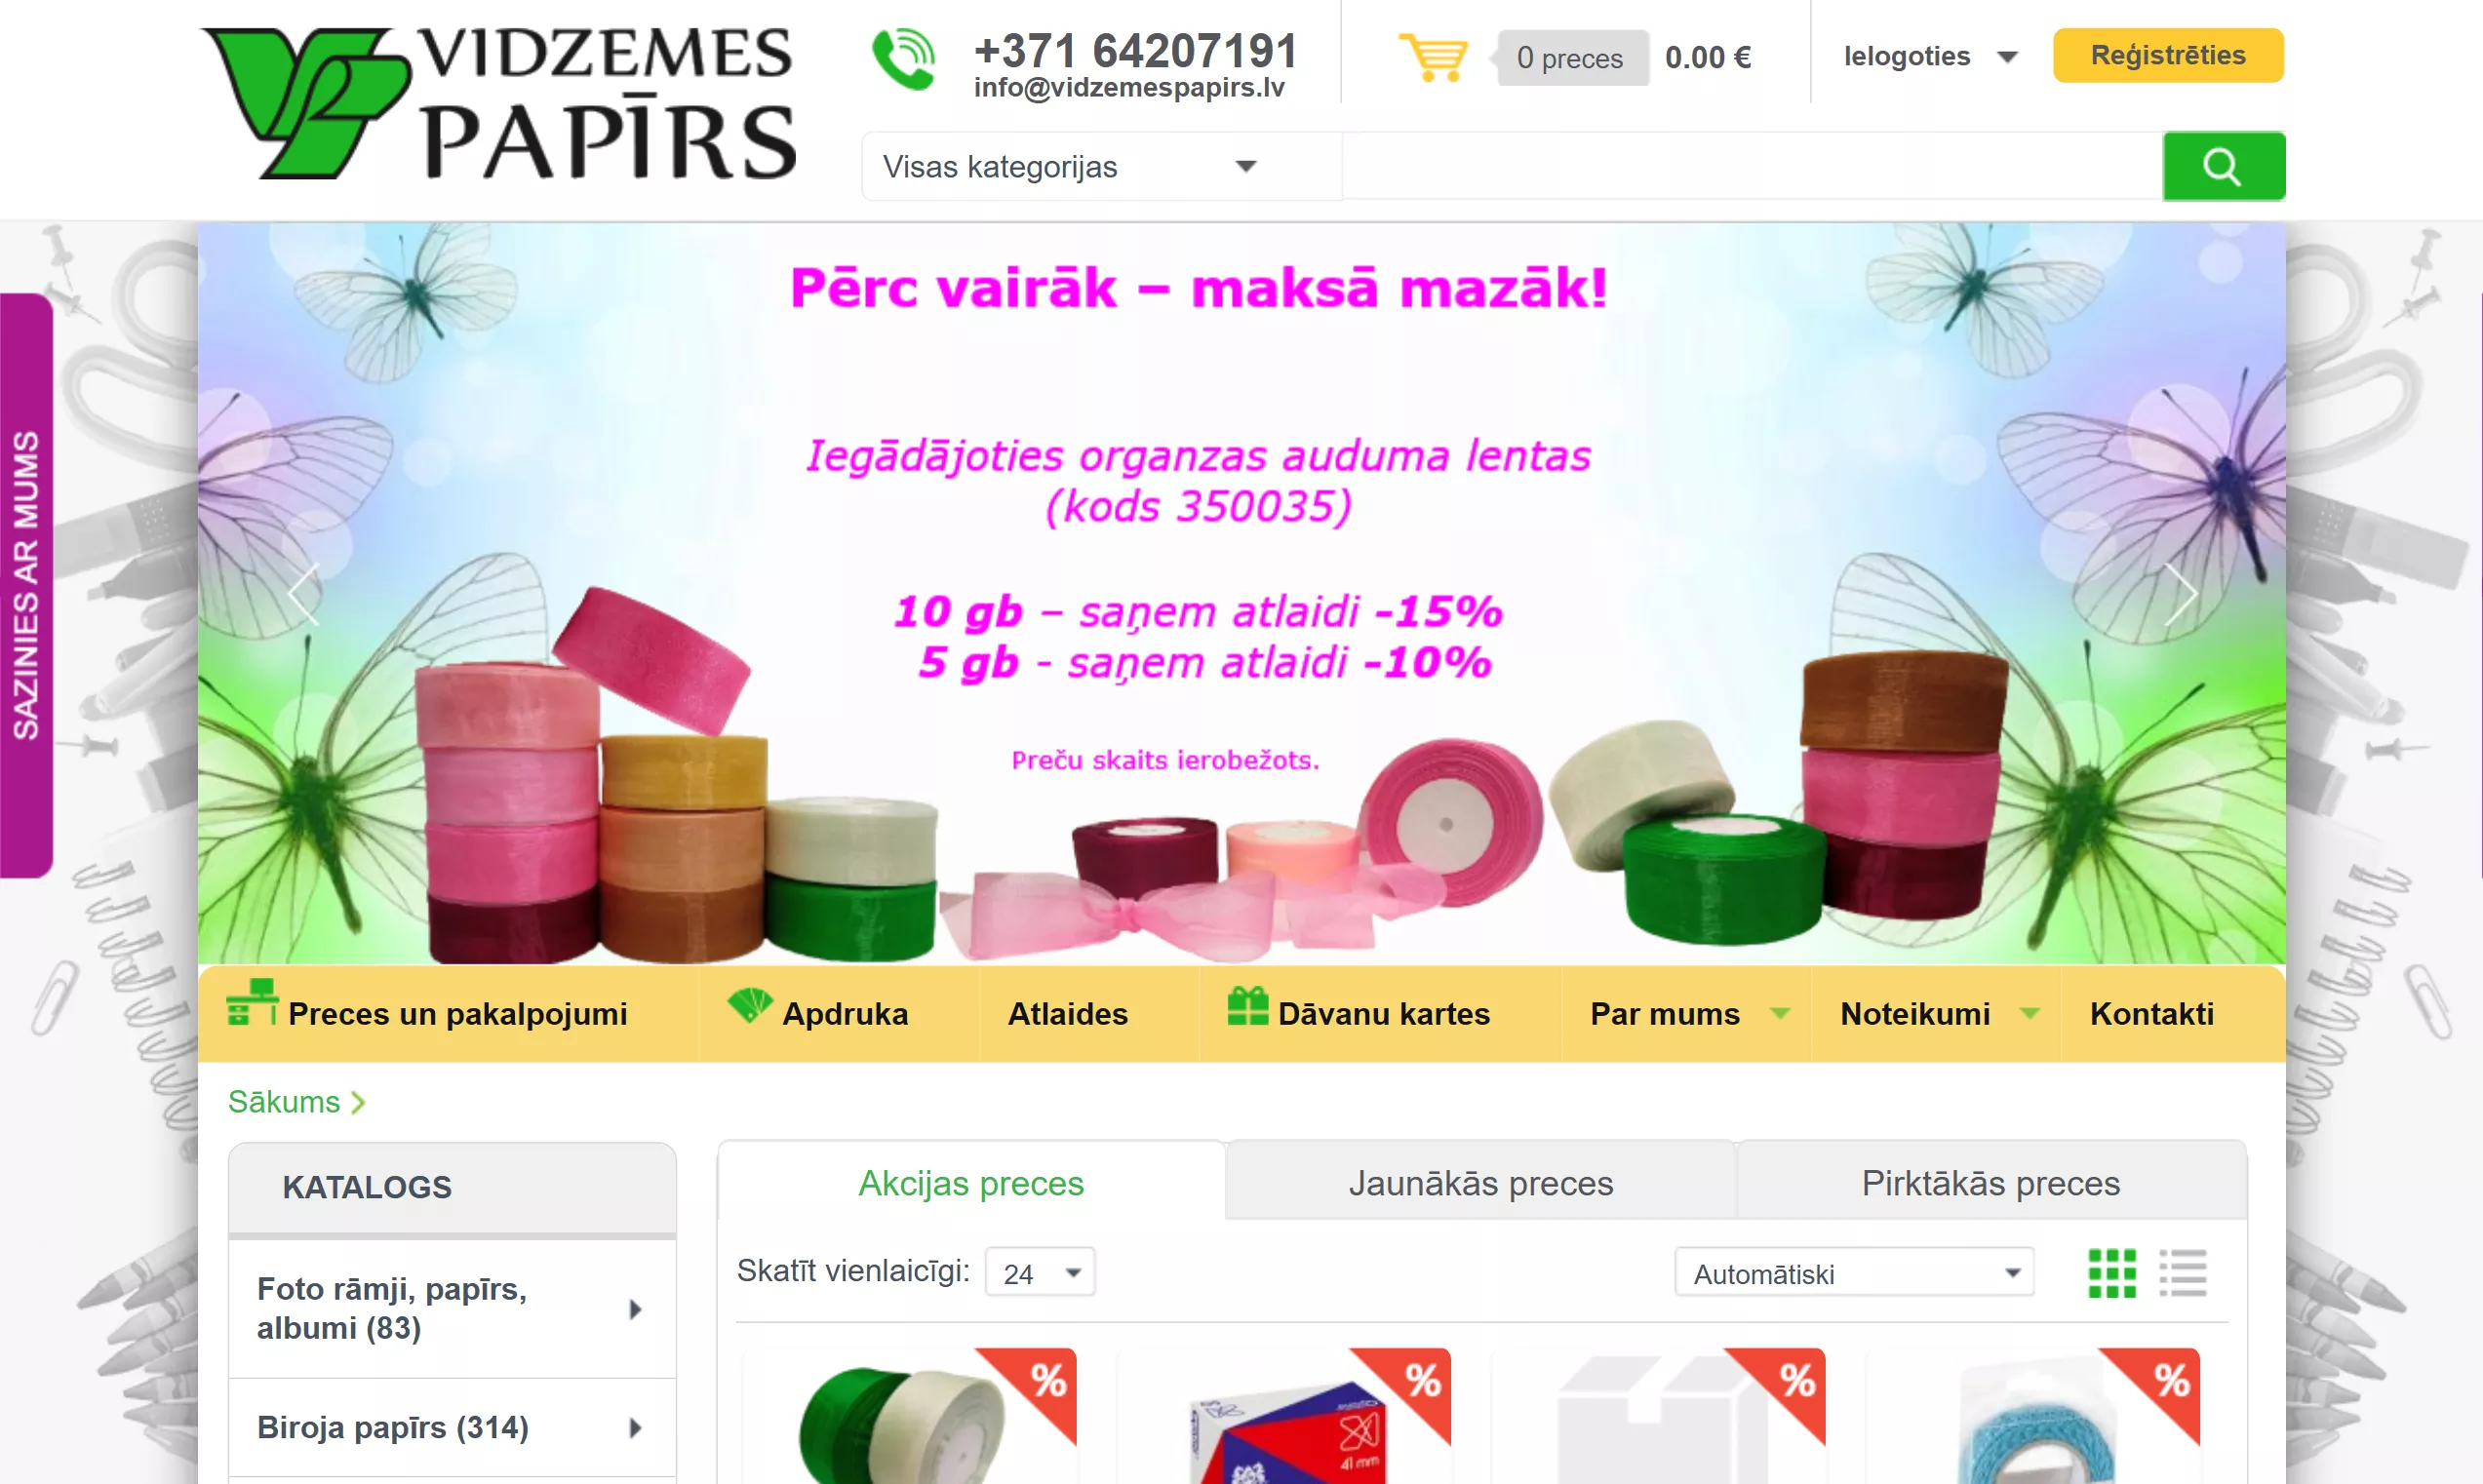 VIDZEMES
PAPĪRS
+371 64207191
info@vidzemespapirs.lv
0 preces
0.00 €
Ielogoties
Reģistrēties
Visas kategorijas
SAZINIES AR MUMS
Pērc vairāk – maksā mazāk!
Iegādājoties organzas auduma lentas
(kods 350035)
10 gb – saņem atlaidi -15%
5 gb - saņem atlaidi -10%
Preču skaits ierobežots.
Preces un pakalpojumi
Apdruka
Atlaides
Dāvanu kartes
Par mums
Noteikumi
Kontakti
Sākums
KATALOGS
Foto rāmji, papīrs,
albumi (83)
Biroja papīrs (314)
Akcijas preces
Jaunākās preces
Pirktākās preces
Skatīt vienlaicīgi:
24
Automātiski
%
%
%
%
41 mm